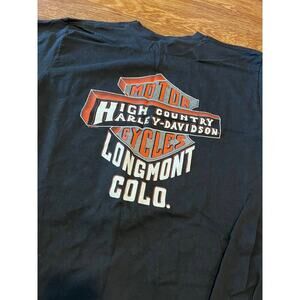 MOTOR
HIGH COUNTRY
HARLEY-DAVIDSON
CYCLES
LONGMONT
COLO.